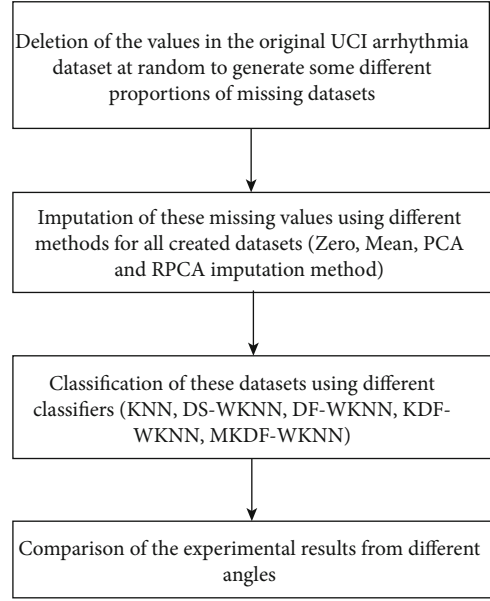 Deletion of the values in the original UCI arrhythmia
dataset at random to generate some different
proportions of missing datasets
Imputation of these missing values using different
methods for all created datasets (Zero, Mean, PCA
and RPCA imputation method)
Classification of these datasets using different
classifiers (KNN, DS-WKNN, DF-WKNN, KDF-
WKNN, MKDF-WKNN)
Comparison of the experimental results from different
angles